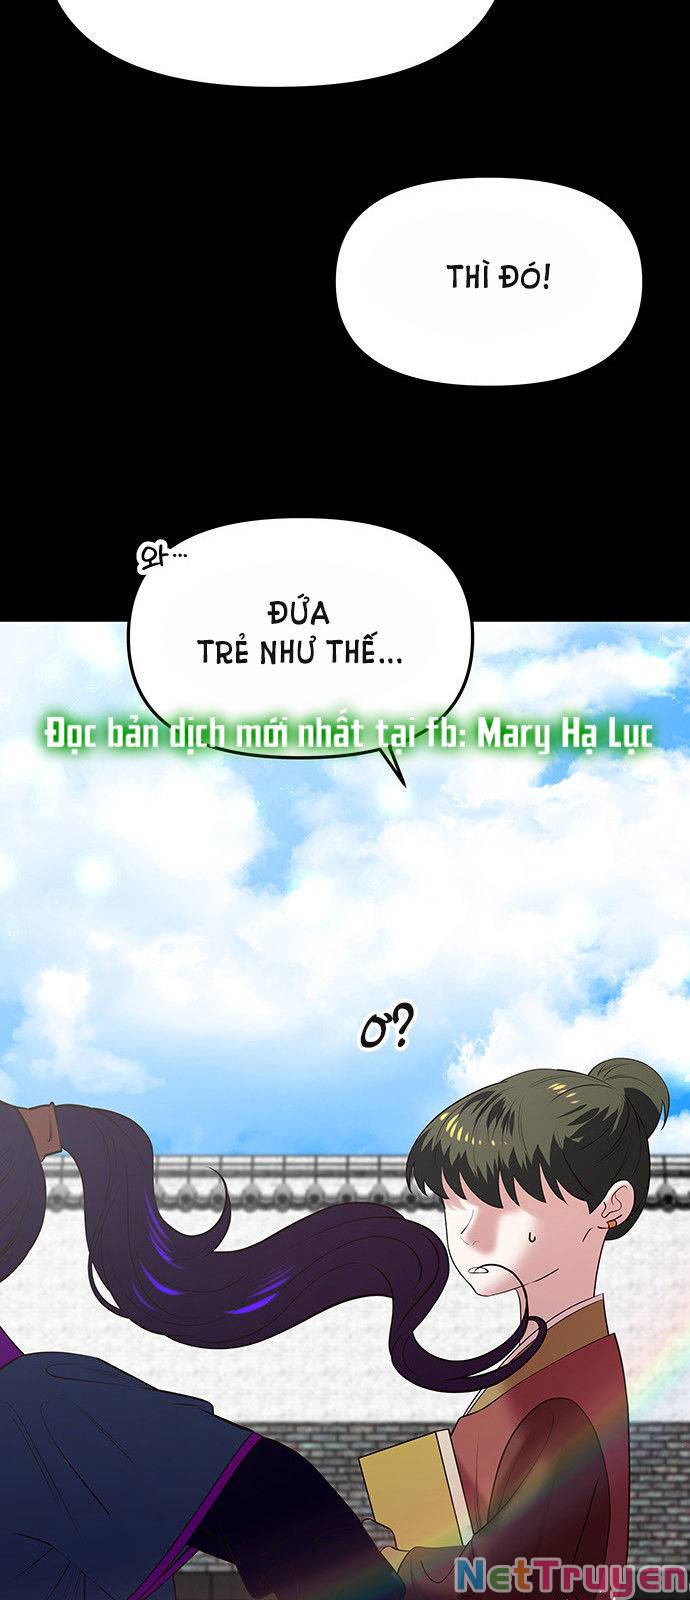 THÌ ĐÓ!
와...
ĐỨA
TRẺ NHƯ THẾ...
Đọc bản dịch mới nhất tại fb: Mary Hạ Lục
Ơ?
NetTruyen